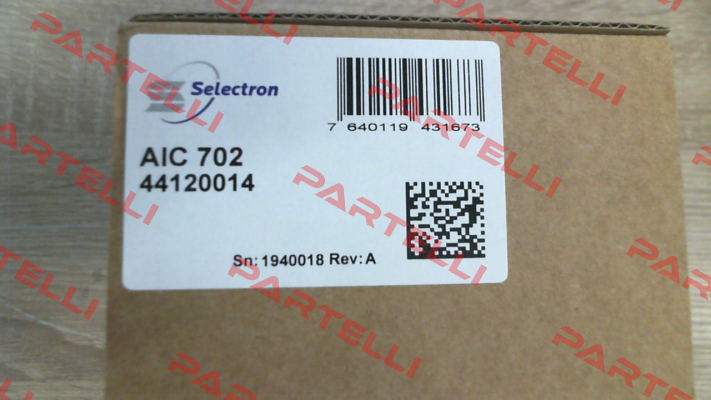 Selectron
7 640119 431673
AIC 702
44120014
Sn: 1940018 Rev: A
PARTELLI
PARTELLI
PARTELLI
PARTELLI
PARTELLI
PARTELLI
PARTELLI
PARTELLI